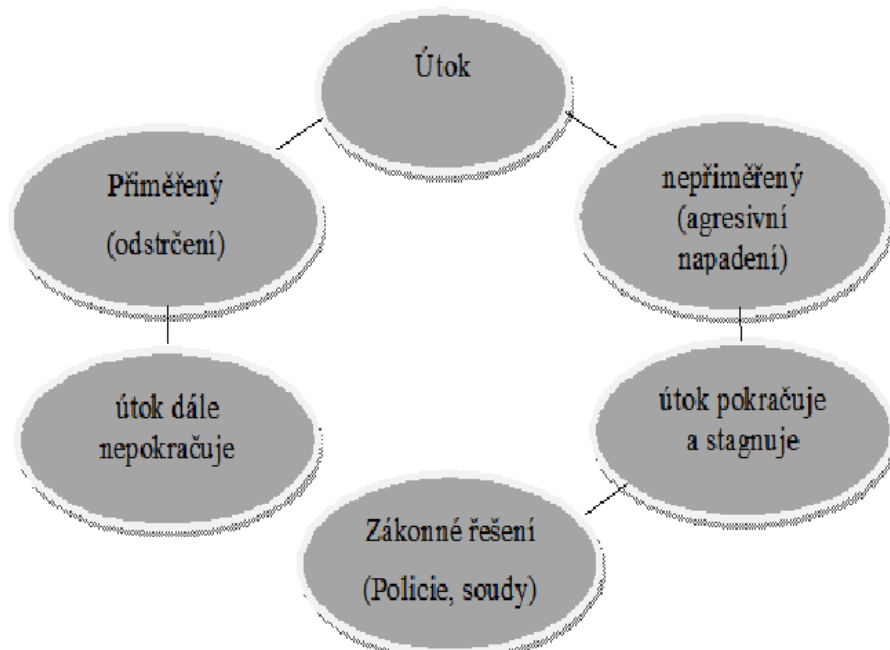 Útok
Přiměřený
(odstrčení)
nepřiměřený
(agresivní
napadení)
útok dále
nepokračuje
útok pokračuje
a stagnuje
Zákonné řešení
(Policie, soudy)